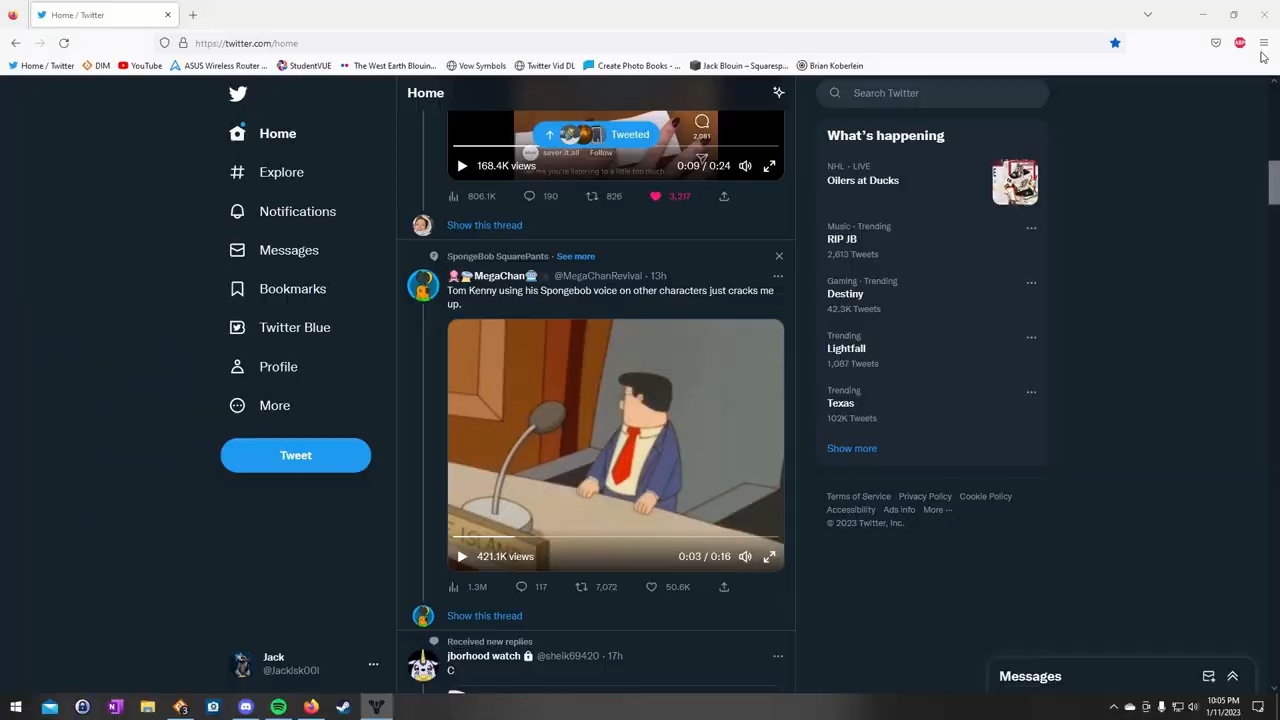 Home / Twitter
https://twitter.com/home
ABP
Home / Twitter
DIM
YouTube
ASUS Wireless Router ...
StudentVUE
The West Earth Blouin...
Vow Symbols
Twitter Vid DL
Create Photo Books - ...
Jack Blouin — Squaresp...
Brian Koberlein
Home
Explore
Notifications
Messages
Bookmarks
Twitter Blue
Profile
More
Tweet
Jack
@JackIsk00l
Home
Tweeted
2,081
sever.it.all Follow
168.4K views
0:09 / 0:24
806.1K
190
826
3,217
Show this thread
SpongeBob SquarePants · See more
MegaChan @MegaChanRevival · 13h
Tom Kenny using his Spongebob voice on other characters just cracks me
up.
421.1K views
0:03 / 0:16
1.3M
117
7,072
50.6K
Show this thread
Received new replies
jborhood watch @shelk69420 · 17h
C
Search Twitter
What's happening
NHL · LIVE
Oilers at Ducks
Music · Trending
RIP JB
2,613 Tweets
Gaming · Trending
Destiny
42.3K Tweets
Trending
Lightfall
1,087 Tweets
Trending
Texas
102K Tweets
Show more
Terms of Service Privacy Policy Cookie Policy
Accessibility Ads info More ···
© 2023 Twitter, Inc.
Messages
10:05 PM
1/11/2023